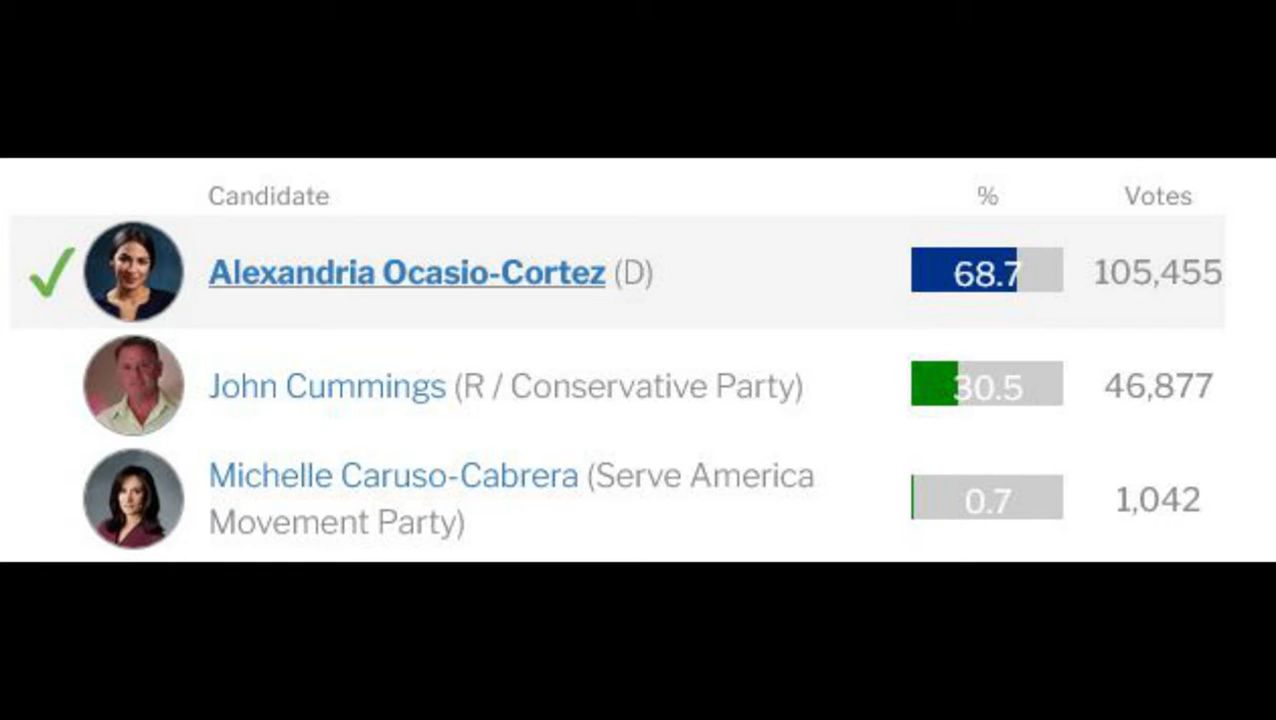 Candidate % Votes
Alexandria Ocasio-Cortez (D) 68.7 105,455
John Cummings (R / Conservative Party) 30.5 46,877
Michelle Caruso-Cabrera (Serve America
Movement Party) 0.7 1,042